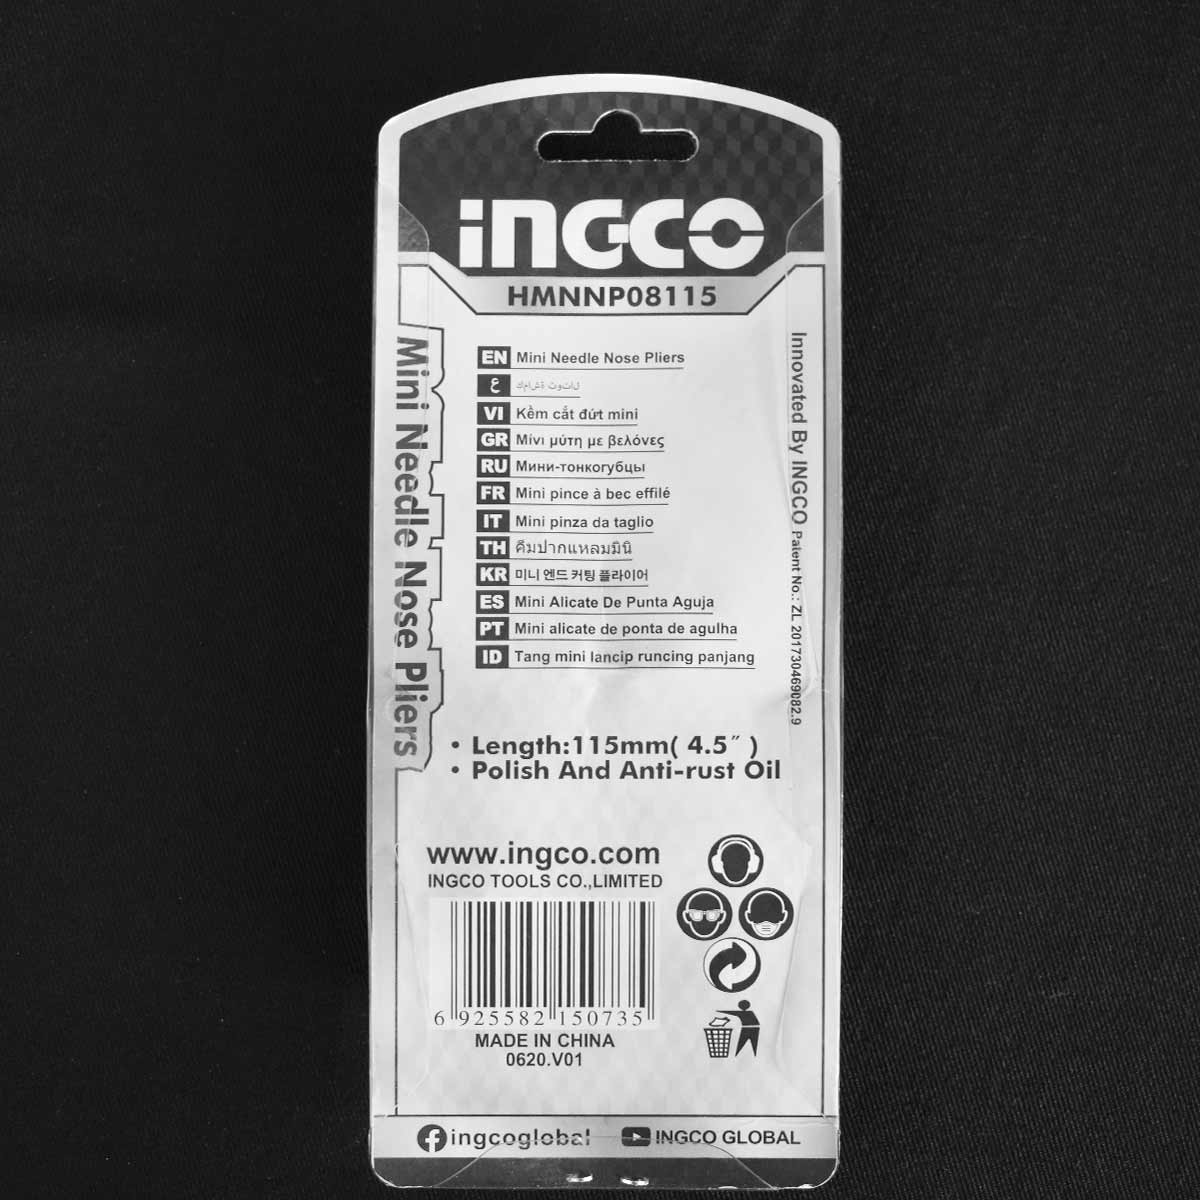 INGCO
HMNNP08115
Mini Needle Nose Pliers
Innovated By INGCO Patent No.: ZL 201730469082.9
EN Mini Needle Nose Pliers
ع
VI Kềm cắt đứt mini
GR Μίνι μύτη με βελόνες
RU Мини-тонкогубцы
FR Mini pince à bec effilé
IT Mini pinza da taglio
TH คีมปากแหลมมินิ
KR 미니 엔드 커팅 플라이어
ES Mini Alicate De Punta Aguja
PT Mini alicate de ponta de agulha
ID Tang mini lancip runcing panjang
• Length:115mm( 4.5″ )
• Polish And Anti-rust Oil
www.ingco.com
INGCO TOOLS CO.,LIMITED
6 925582 150735
MADE IN CHINA
0620.V01
ingcoglobal INGCO GLOBAL